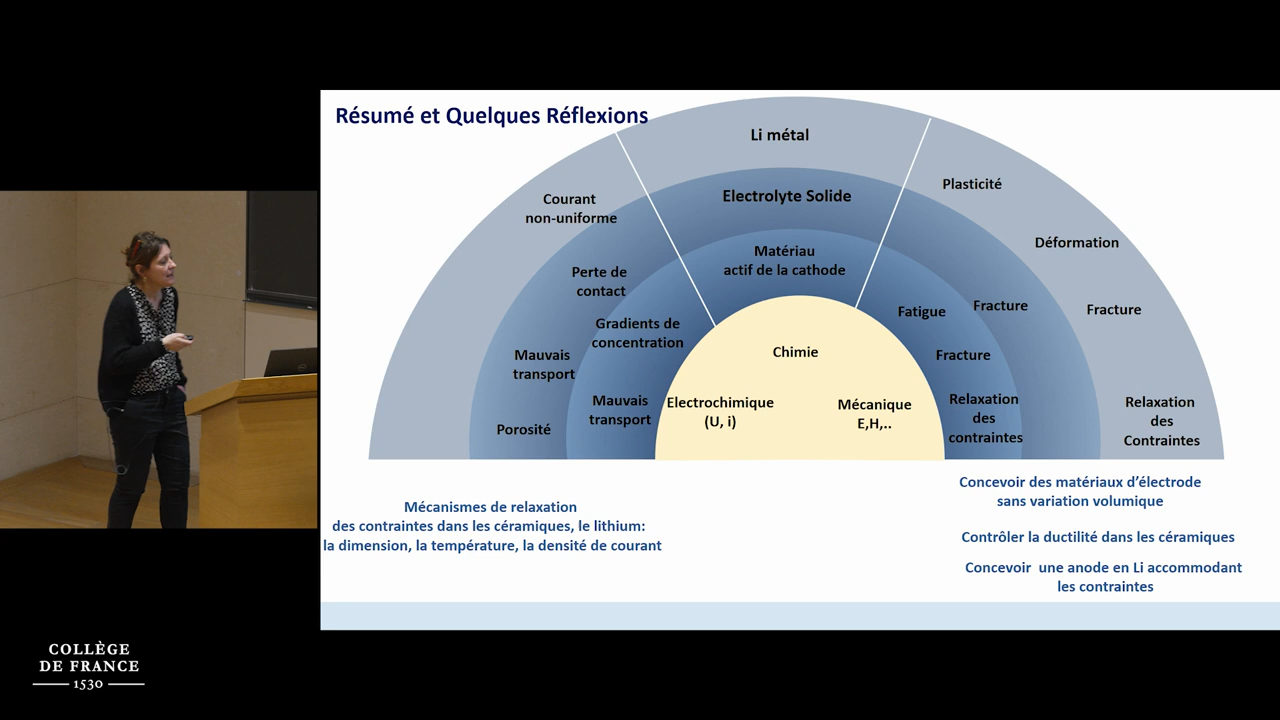 Résumé et Quelques Réflexions
Li métal
Electrolyte Solide
Matériau
actif de la cathode
Courant
non-uniforme
Perte de
contact
Gradients de
concentration
Mauvais
transport
Mauvais
transport
Porosité
Plasticité
Déformation
Fracture
Fatigue
Fracture
Fracture
Relaxation
des
contraintes
Relaxation
des
Contraintes
Chimie
Electrochimique
(U, i)
Mécanique
E,H,..
Mécanismes de relaxation
des contraintes dans les céramiques, le lithium:
la dimension, la température, la densité de courant
Concevoir des matériaux d’électrode
sans variation volumique
Contrôler la ductilité dans les céramiques
Concevoir une anode en Li accommodant
les contraintes
COLLÈGE
DE FRANCE
1530